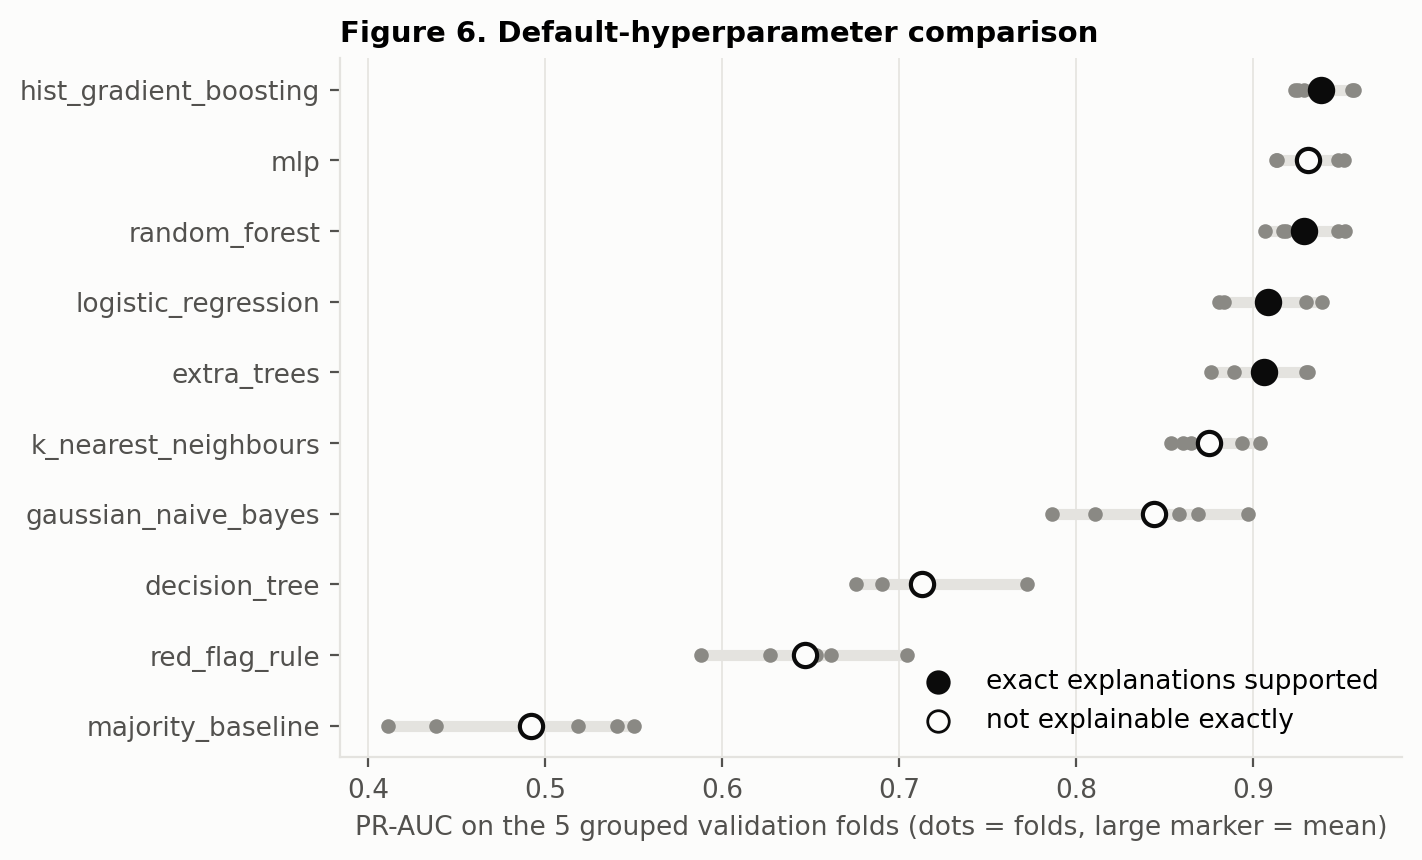 Figure 6. Default-hyperparameter comparison
hist_gradient_boosting
mlp
random_forest
logistic_regression
extra_trees
k_nearest_neighbours
gaussian_naive_bayes
decision_tree
red_flag_rule
majority_baseline
exact explanations supported
not explainable exactly
0.4 0.5 0.6 0.7 0.8 0.9
PR-AUC on the 5 grouped validation folds (dots = folds, large marker = mean)